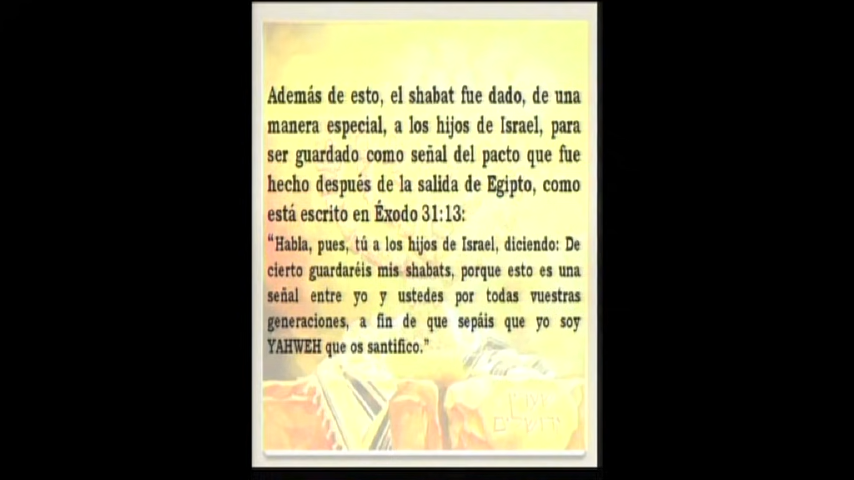 Además de esto, el shabat fue dado, de una
manera especial, a los hijos de Israel, para
ser guardado como señal del pacto que fue
hecho después de la salida de Egipto, como
está escrito en Éxodo 31:13:
“Habla, pues, tú a los hijos de Israel, diciendo: De
cierto guardaréis mis shabats, porque esto es una
señal entre yo y ustedes por todas vuestras
generaciones, a fin de que sepáis que yo soy
YAHWEH que os santifico.”